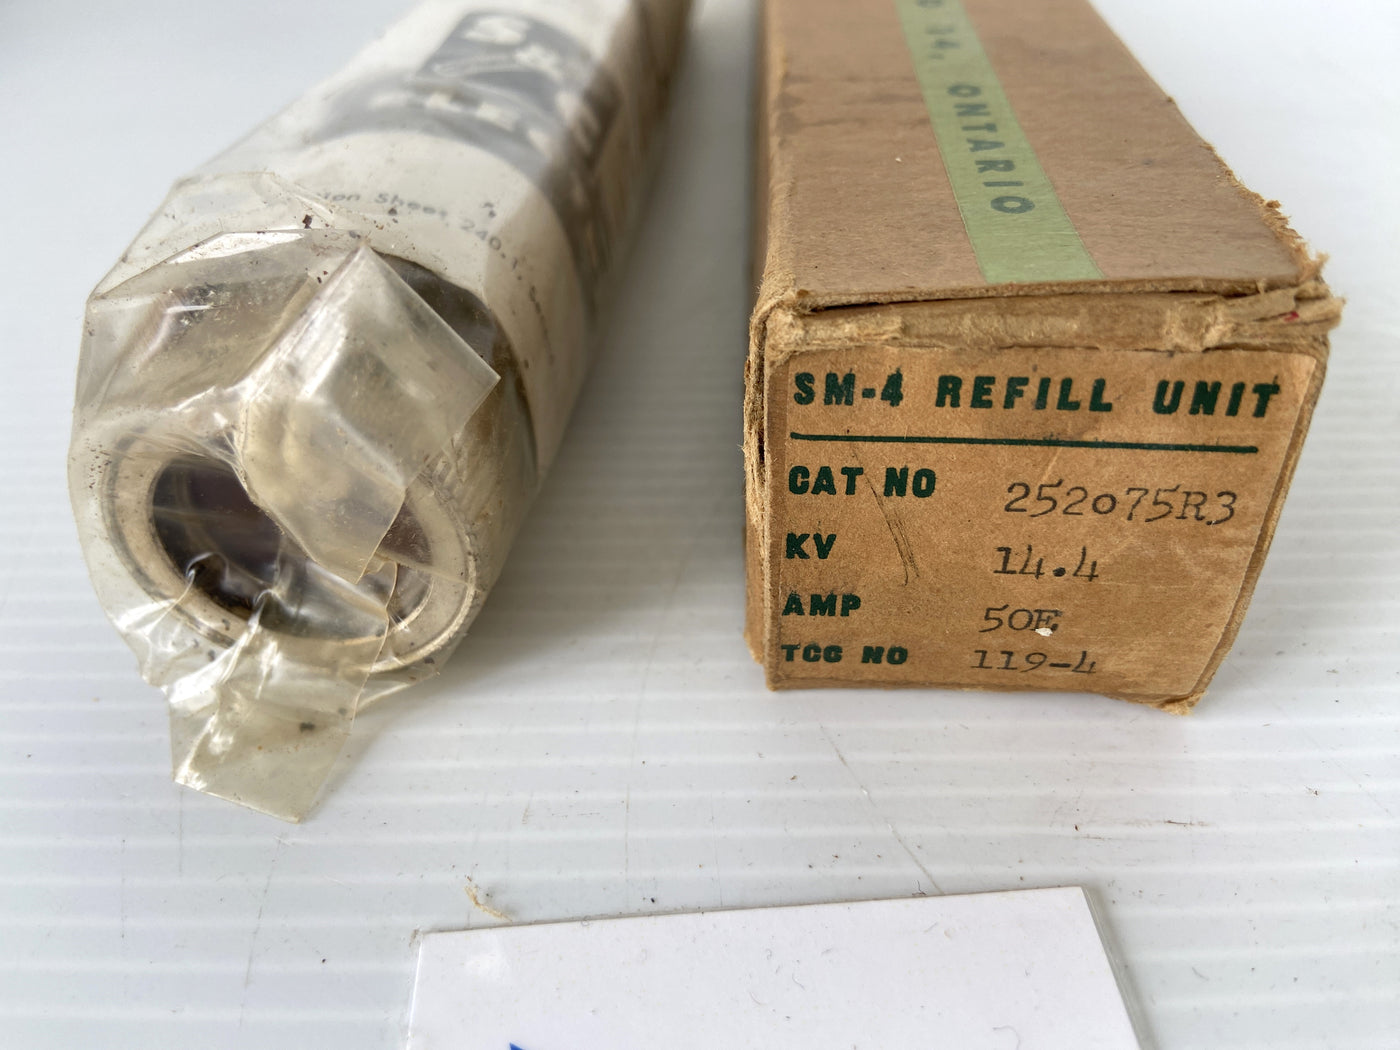 14, ONTARIO
Sheet 240-
SM-4 REFILL UNIT
CAT NO 252075R3
KV 14.4
AMP 50E
TCC NO 119-4